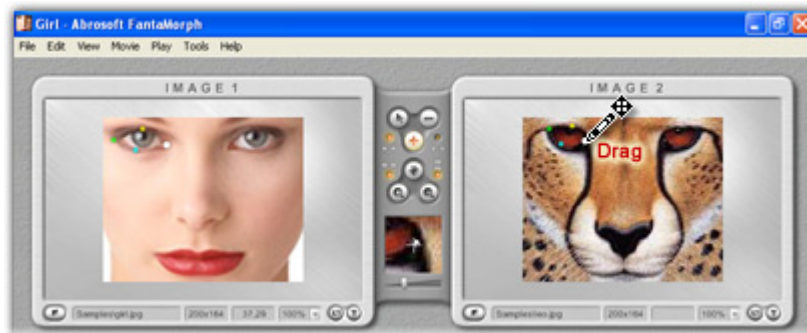 Girl - Abrosoft FantaMorph
File Edit View Movie Play Tools Help
IMAGE 1
IMAGE 2
Drag
Samples\girl.jpg 200x164 37,29 100%
Samples\leo.jpg 200x164 100%